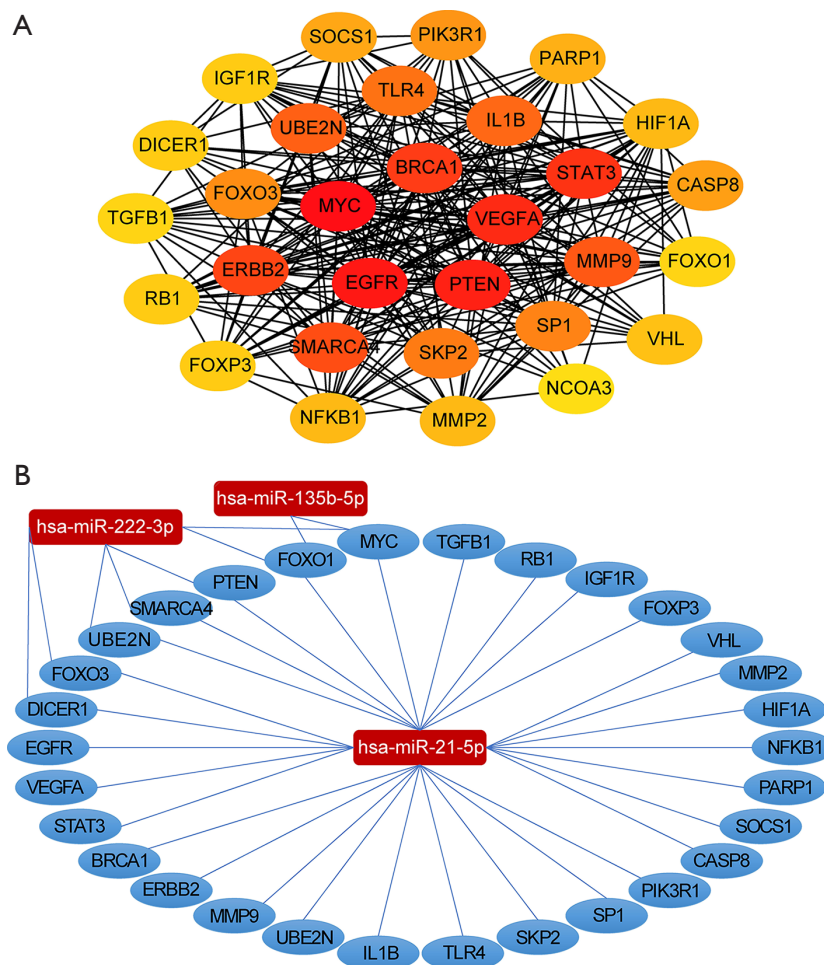 A
SOCS1
PIK3R1
PARP1
IGF1R
TLR4
UBE2N
IL1B
HIF1A
DICER1
BRCA1
STAT3
CASP8
FOXO3
MYC
VEGFA
TGFB1
ERBB2
EGFR
PTEN
MMP9
FOXO1
RB1
SP1
SMARCA4
SKP2
VHL
FOXP3
NCOA3
NFKB1
MMP2
B
hsa-miR-135b-5p
hsa-miR-222-3p
MYC
TGFB1
FOXO1
RB1
PTEN
IGF1R
SMARCA4
FOXP3
UBE2N
VHL
FOXO3
MMP2
DICER1
HIF1A
EGFR
hsa-miR-21-5p
NFKB1
VEGFA
PARP1
STAT3
SOCS1
BRCA1
CASP8
ERBB2
PIK3R1
MMP9
SP1
UBE2N
SKP2
IL1B
TLR4